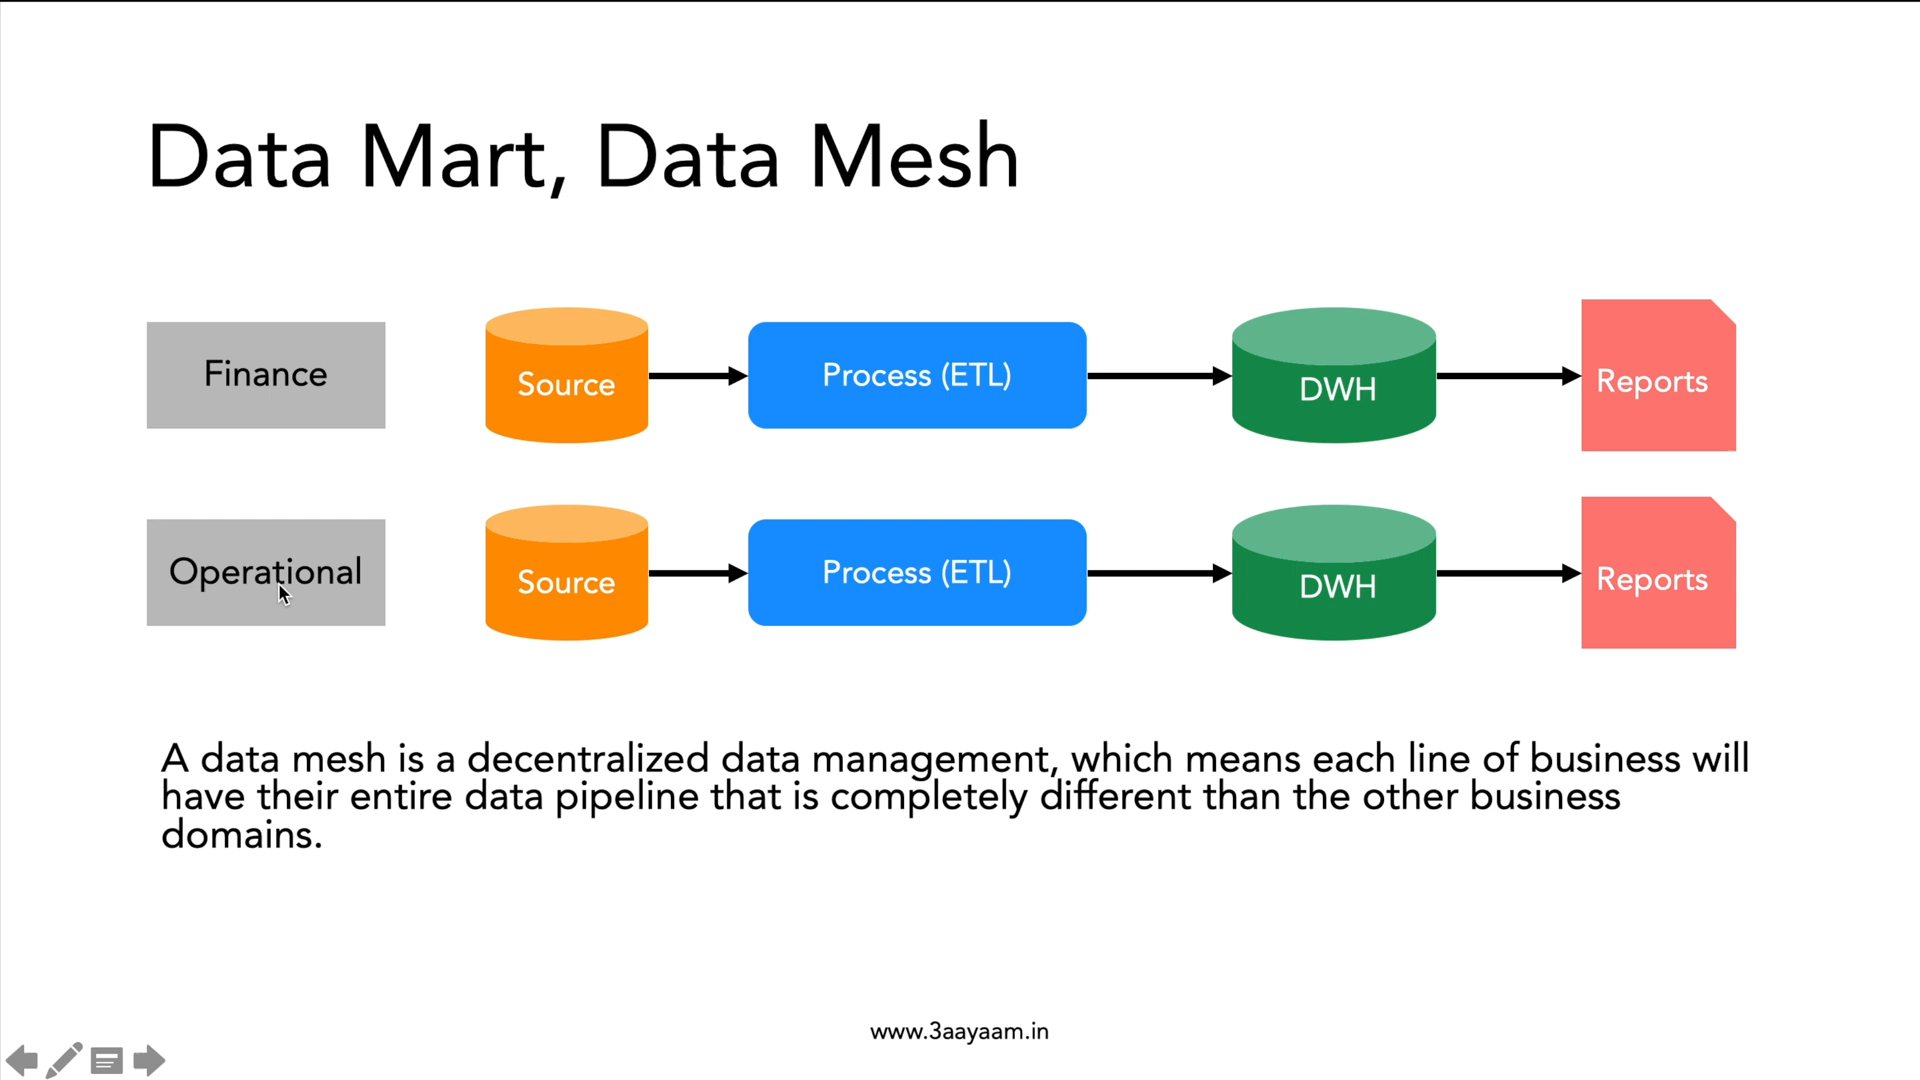 Data Mart, Data Mesh
Finance
Source
Process (ETL)
DWH
Reports
Operational
Source
Process (ETL)
DWH
Reports
A data mesh is a decentralized data management, which means each line of business will
have their entire data pipeline that is completely different than the other business
domains.
www.3aayaam.in